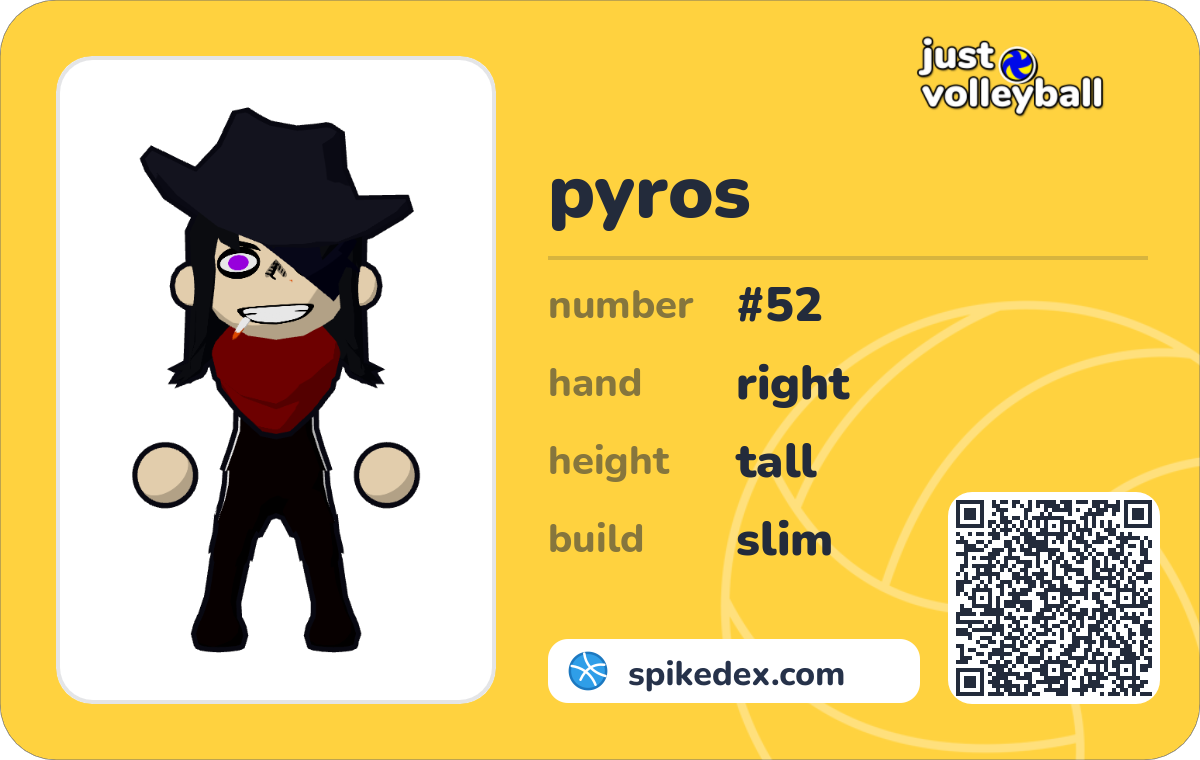 just
volleyball
pyros
number #52
hand right
height tall
build slim
spikedex.com